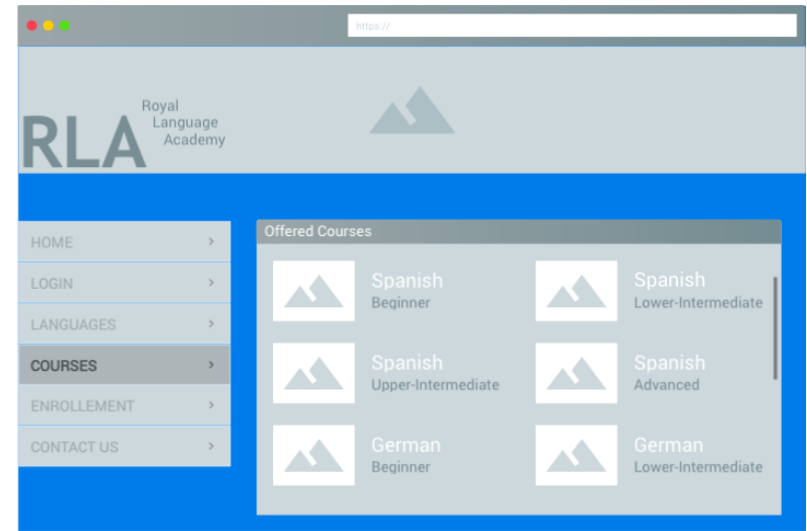 https://
RLA
Royal
Language
Academy
HOME
LOGIN
LANGUAGES
COURSES
ENROLLEMENT
CONTACT US
Offered Courses
Spanish
Beginner
Spanish
Lower-Intermediate
Spanish
Upper-Intermediate
Spanish
Advanced
German
Beginner
German
Lower-Intermediate